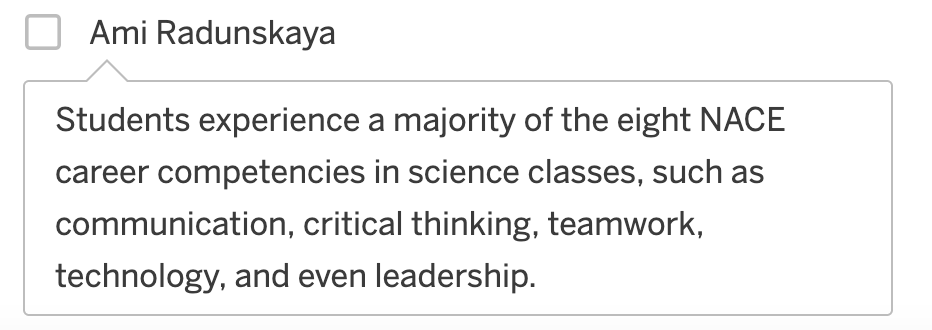 Ami Radunskaya
Students experience a majority of the eight NACE
career competencies in science classes, such as
communication, critical thinking, teamwork,
technology, and even leadership.